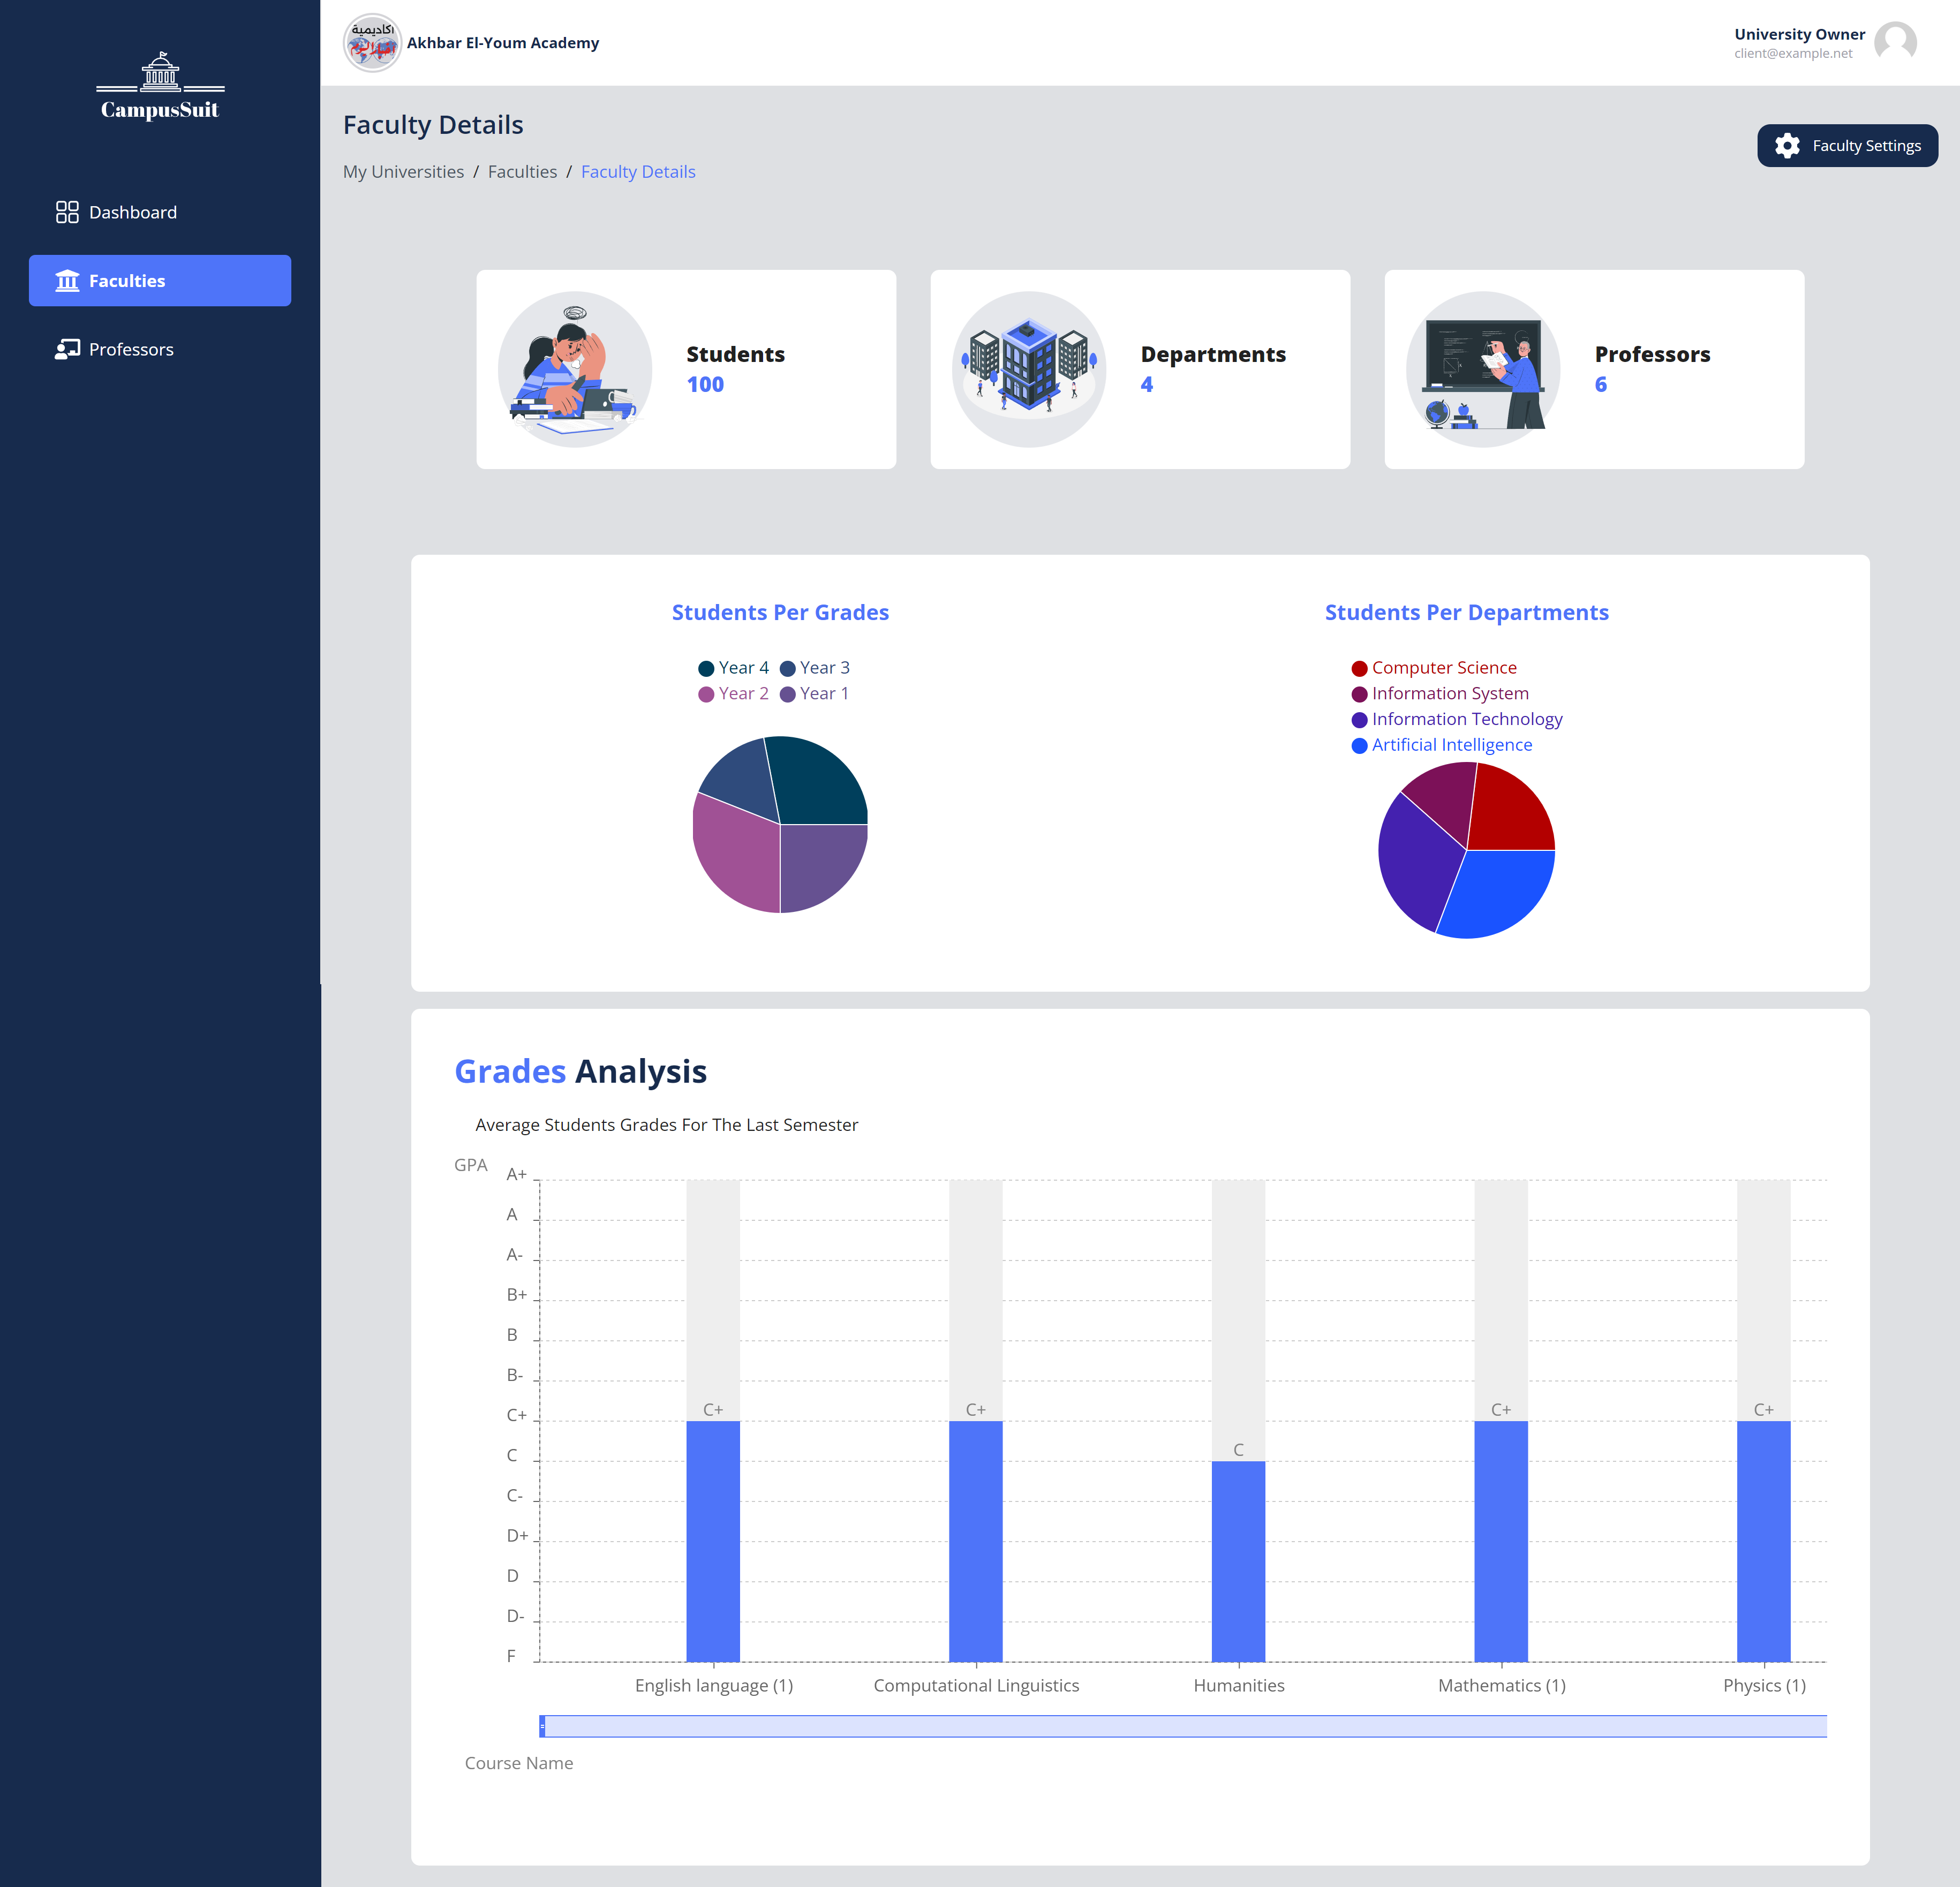 CampusSuit
Dashboard
Faculties
Professors
أكاديمية
أخبار اليوم
Akhbar El-Youm Academy
University Owner
client@example.net
Faculty Details
My Universities / Faculties / Faculty Details
Faculty Settings
Students
100
Departments
4
Professors
6
Students Per Grades
Year 4 Year 3
Year 2 Year 1
Students Per Departments
Computer Science
Information System
Information Technology
Artificial Intelligence
Grades Analysis
Average Students Grades For The Last Semester
GPA
A+
A
A-
B+
B
B-
C+
C
C-
D+
D
D-
F
C+
C+
C
C+
C+
English language (1)
Computational Linguistics
Humanities
Mathematics (1)
Physics (1)
Course Name